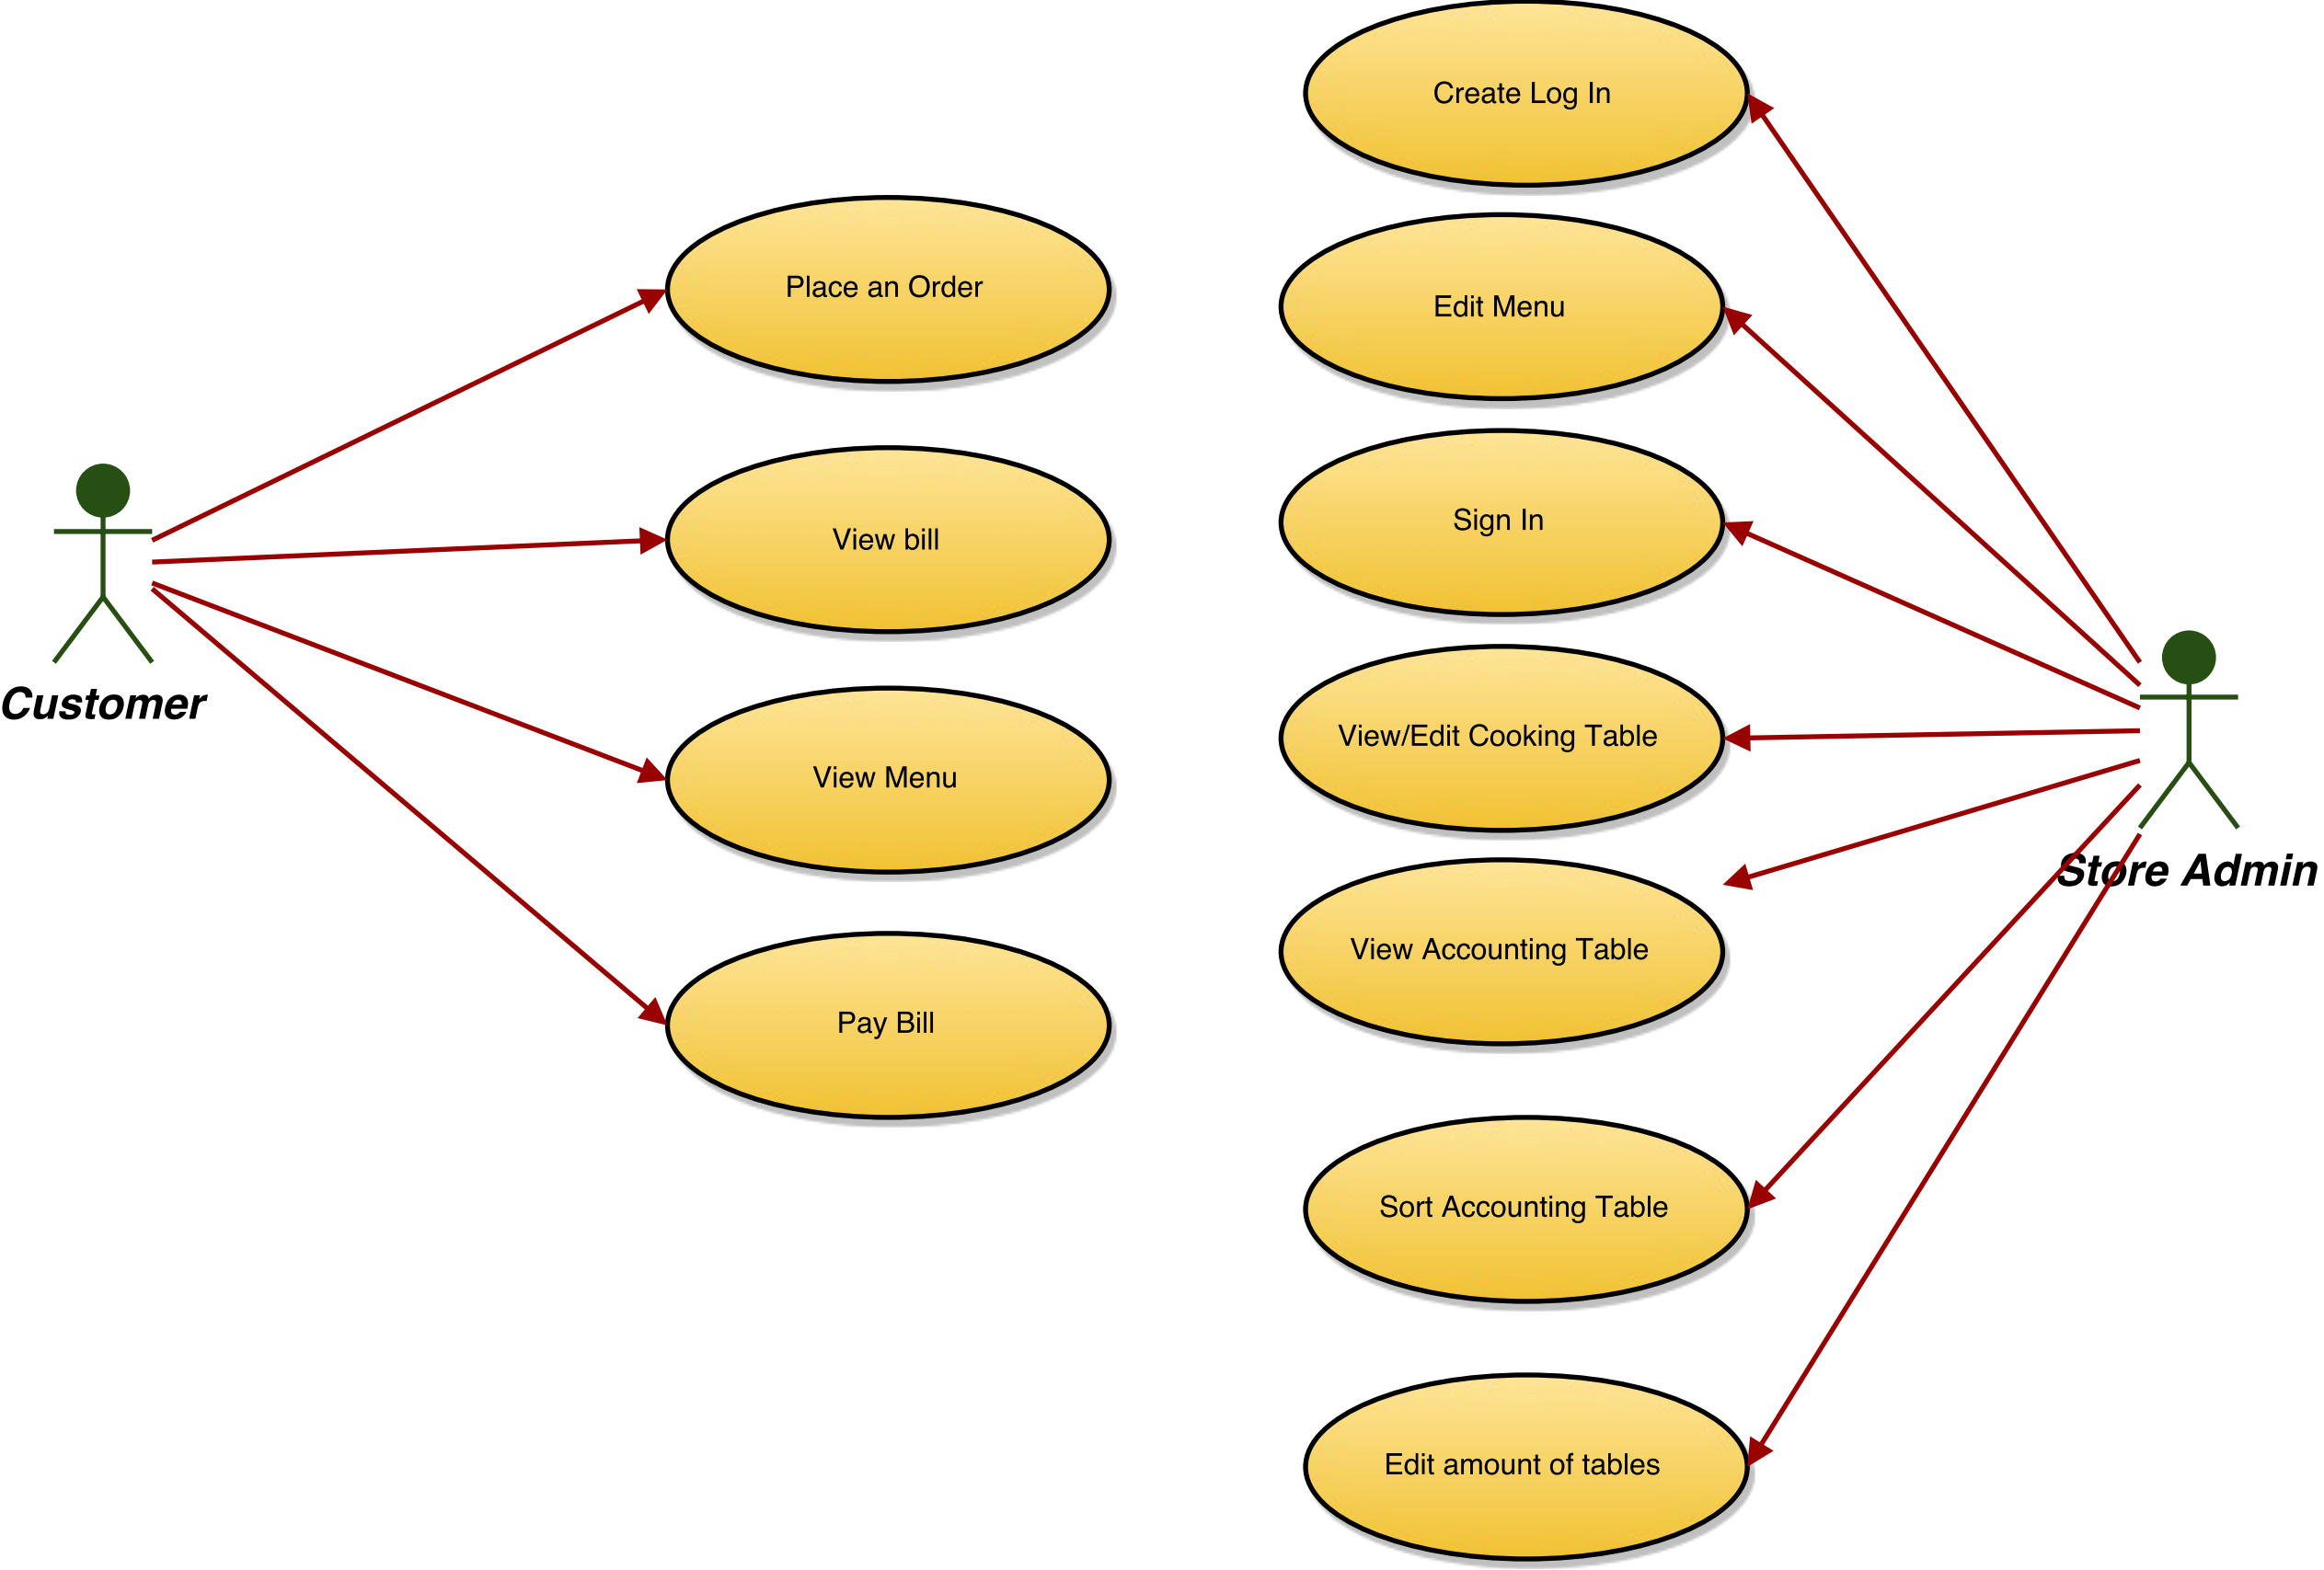 Create Log In
Place an Order
Edit Menu
View bill
Sign In
Customer
View/Edit Cooking Table
View Menu
Store Admin
View Accounting Table
Pay Bill
Sort Accounting Table
Edit amount of tables